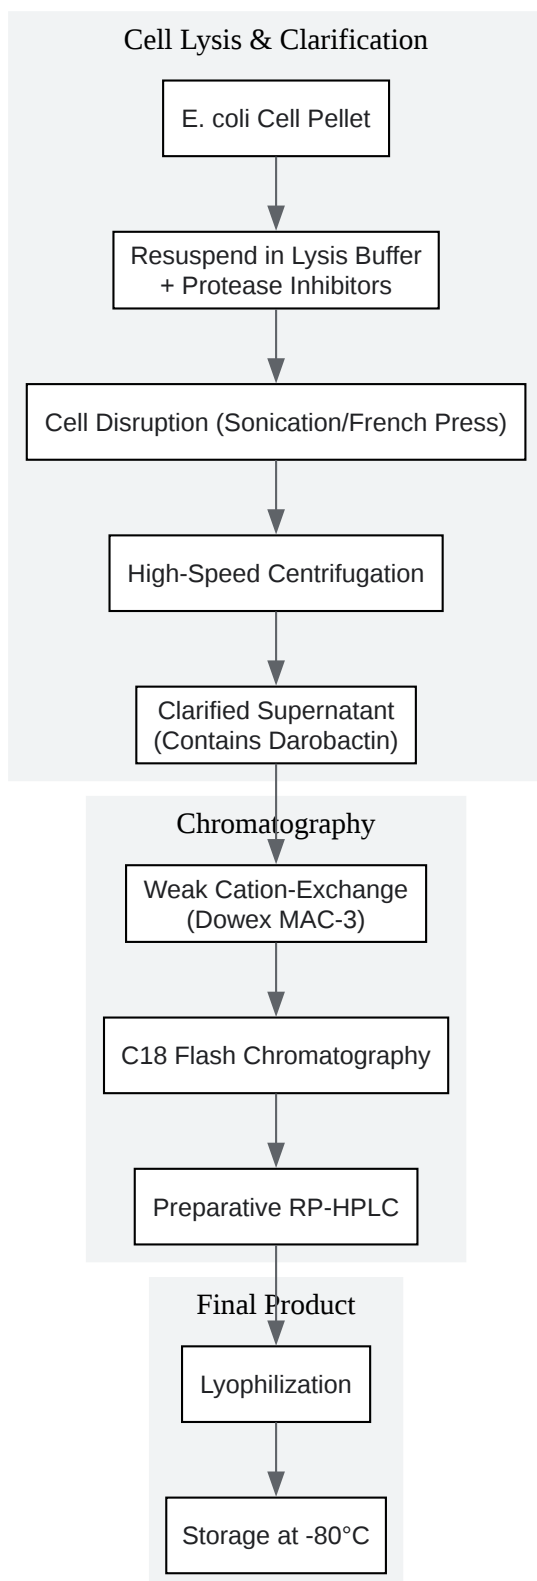 Cell Lysis & Clarification
E. coli Cell Pellet
Resuspend in Lysis Buffer
+ Protease Inhibitors
Cell Disruption (Sonication/French Press)
High-Speed Centrifugation
Clarified Supernatant
(Contains Darobactin)
Chromatography
Weak Cation-Exchange
(Dowex MAC-3)
C18 Flash Chromatography
Preparative RP-HPLC
Final Product
Lyophilization
Storage at -80°C